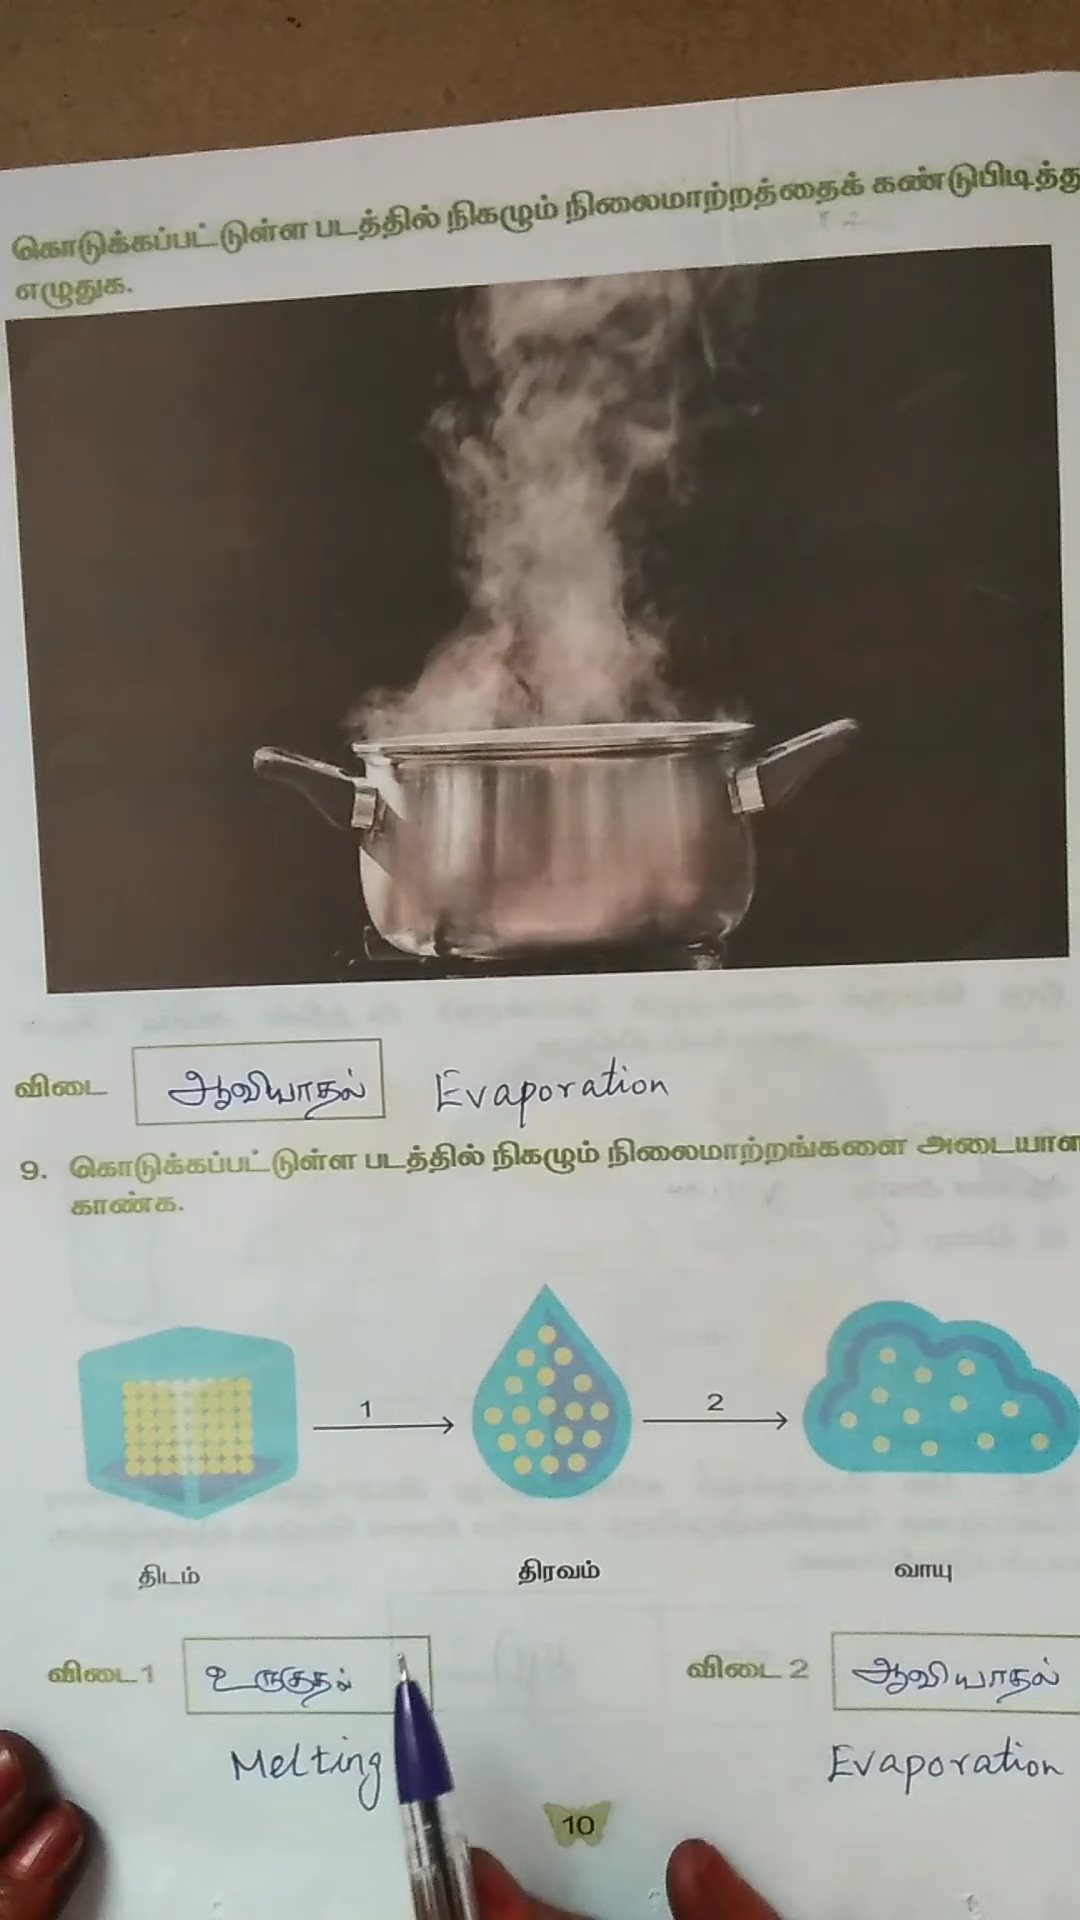 கொடுக்கப்பட்டுள்ள படத்தில் நிகழும் நிலைமாற்றத்தைக் கண்டுபிடித்து
எழுதுக.
விடை ஆவியாதல் Evaporation
9. கொடுக்கப்பட்டுள்ள படத்தில் நிகழும் நிலைமாற்றங்களை அடையாள
காண்க.
1 2
திடம் திரவம் வாயு
விடை 1 உருகுதல் விடை 2 ஆவியாதல்
Melting Evaporation
10